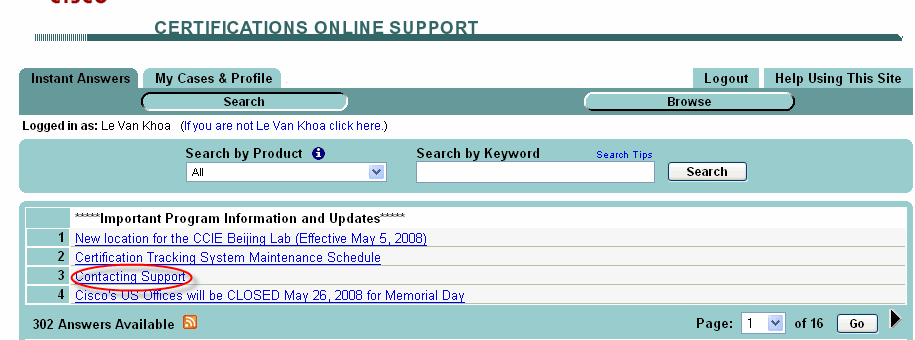 CISCO
CERTIFICATIONS ONLINE SUPPORT
Instant Answers My Cases & Profile Logout Help Using This Site
Search Browse
Logged in as: Le Van Khoa (If you are not Le Van Khoa click here.)
Search by Product Search by Keyword Search Tips
All Search
*****Important Program Information and Updates*****
1 New location for the CCIE Beijing Lab (Effective May 5, 2008)
2 Certification Tracking System Maintenance Schedule
3 Contacting Support
4 Cisco's US Offices will be CLOSED May 26, 2008 for Memorial Day
302 Answers Available Page: 1 of 16 Go